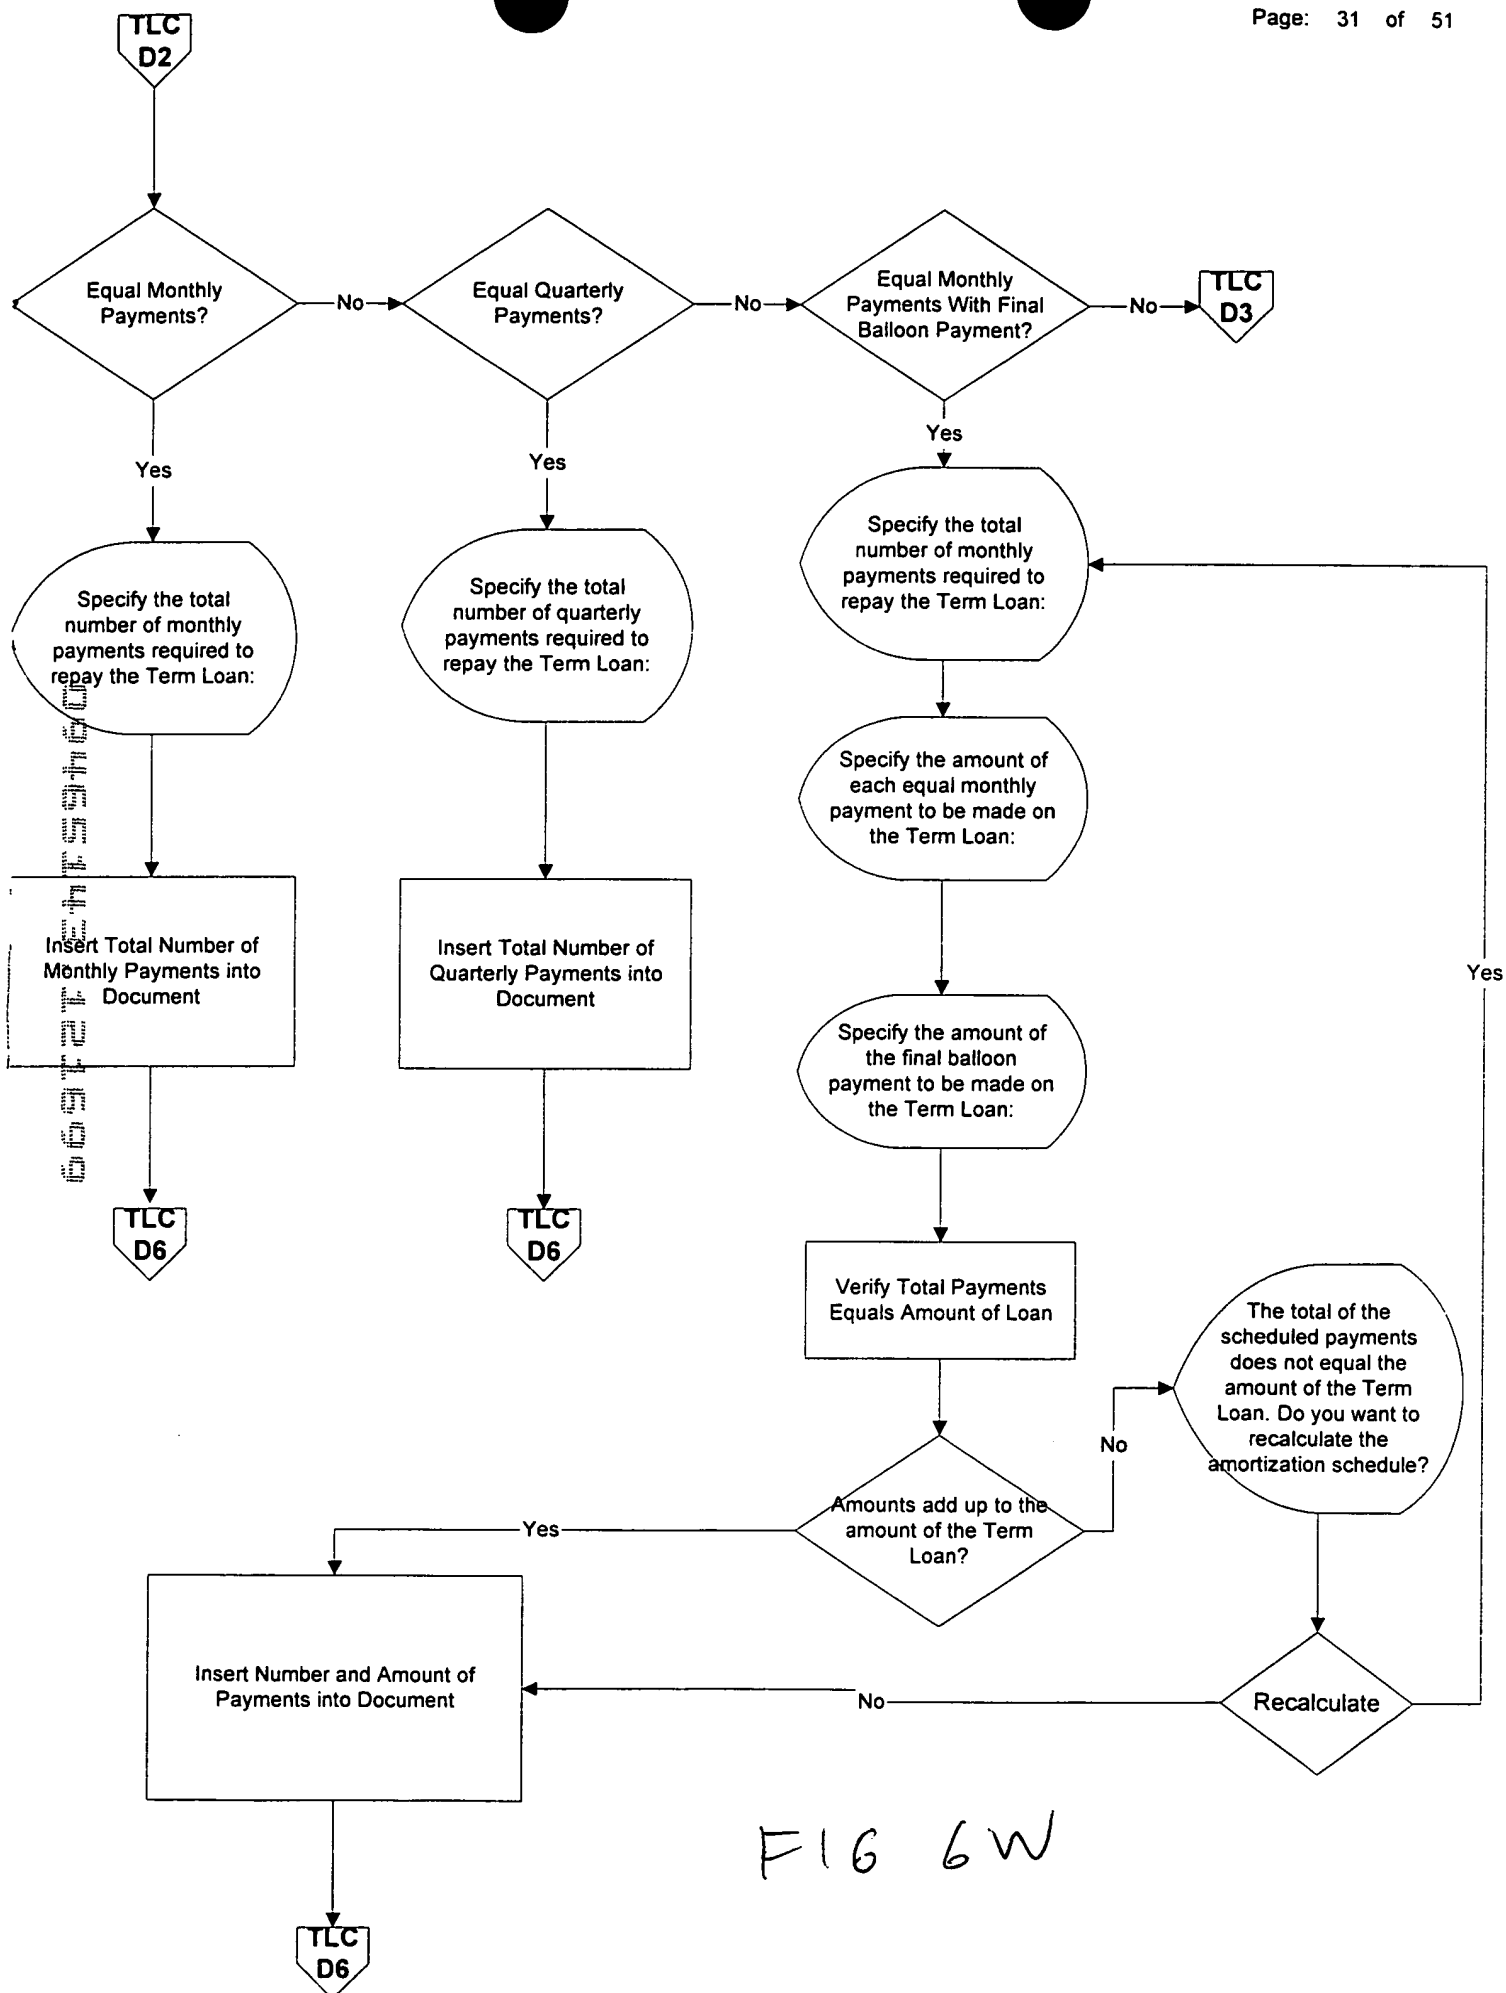 Page: 31 of 51
TLC
D2
Equal Monthly
Payments?
No
Equal Quarterly
Payments?
No
Equal Monthly
Payments With Final
Balloon Payment?
No
TLC
D3
Yes
Yes
Yes
Specify the total
number of monthly
payments required to
repay the Term Loan:
Specify the total
number of quarterly
payments required to
repay the Term Loan:
Specify the total
number of monthly
payments required to
repay the Term Loan:
Specify the amount of
each equal monthly
payment to be made on
the Term Loan:
Insert Total Number of
Monthly Payments into
Document
Insert Total Number of
Quarterly Payments into
Document
Yes
Specify the amount of
the final balloon
payment to be made on
the Term Loan:
TLC
D6
TLC
D6
Verify Total Payments
Equals Amount of Loan
The total of the
scheduled payments
does not equal the
amount of the Term
Loan. Do you want to
recalculate the
amortization schedule?
No
Amounts add up to the
amount of the Term
Loan?
Yes
Insert Number and Amount of
Payments into Document
No
Recalculate
TLC
D6
FIG 6W